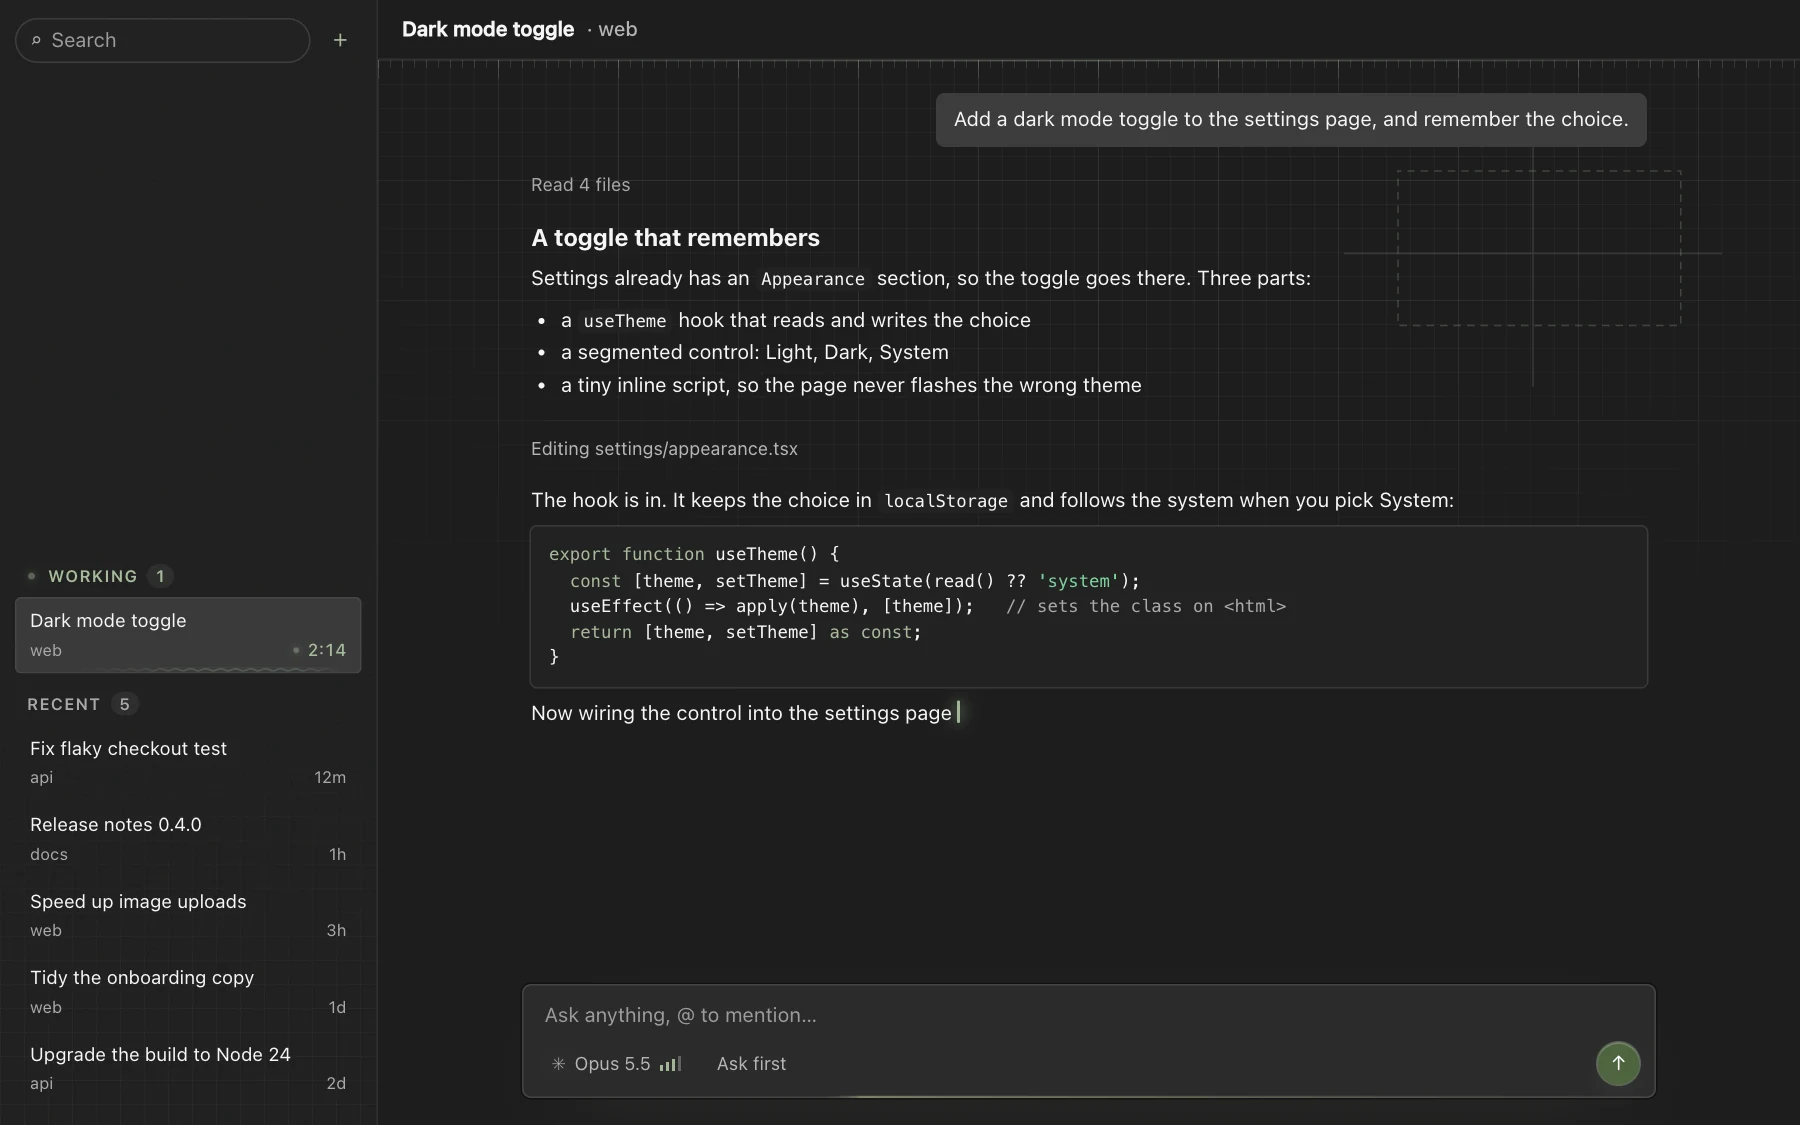 Search
+
Dark mode toggle · web
Add a dark mode toggle to the settings page, and remember the choice.
Read 4 files
A toggle that remembers
Settings already has an Appearance section, so the toggle goes there. Three parts:
• a useTheme hook that reads and writes the choice
• a segmented control: Light, Dark, System
• a tiny inline script, so the page never flashes the wrong theme
Editing settings/appearance.tsx
The hook is in. It keeps the choice in localStorage and follows the system when you pick System:
export function useTheme() {
  const [theme, setTheme] = useState(read() ?? 'system');
  useEffect(() => apply(theme), [theme]);   // sets the class on <html>
  return [theme, setTheme] as const;
}
Now wiring the control into the settings page
WORKING 1
Dark mode toggle
web 2:14
RECENT 5
Fix flaky checkout test
api 12m
Release notes 0.4.0
docs 1h
Speed up image uploads
web 3h
Tidy the onboarding copy
web 1d
Upgrade the build to Node 24
api 2d
Ask anything, @ to mention...
Opus 5.5 Ask first